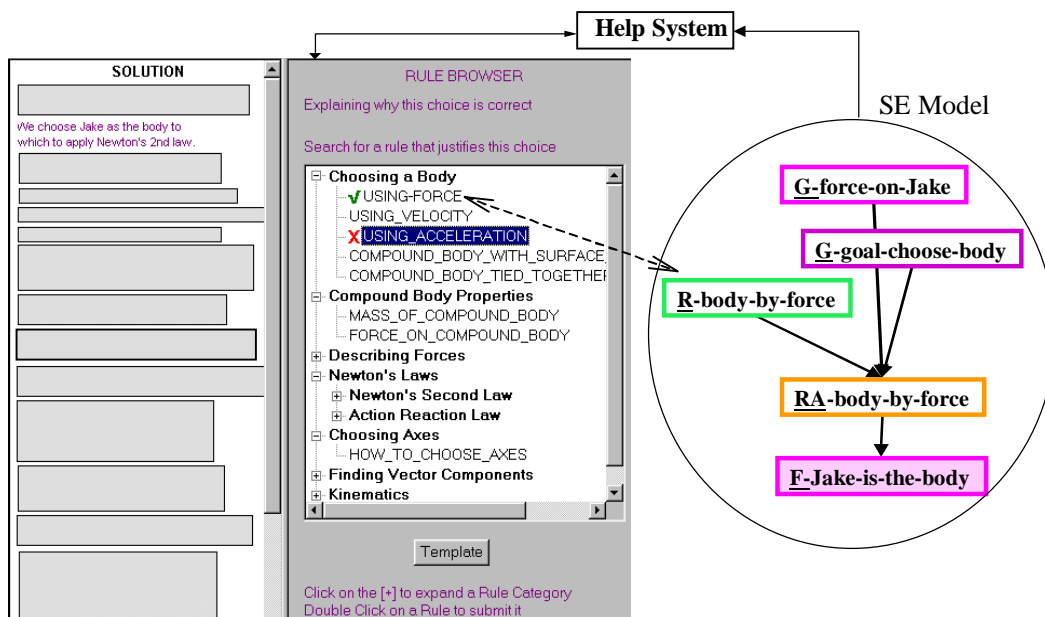 Help System
SOLUTION
We choose Jake as the body to
which to apply Newton's 2nd law.
RULE BROWSER
Explaining why this choice is correct
Search for a rule that justifies this choice
Choosing a Body
USING-FORCE
USING_VELOCITY
X USING_ACCELERATION
COMPOUND_BODY_WITH_SURFACE_
COMPOUND_BODY_TIED_TOGETHER
Compound Body Properties
MASS_OF_COMPOUND_BODY
FORCE_ON_COMPOUND_BODY
Describing Forces
Newton's Laws
Newton's Second Law
Action Reaction Law
Choosing Axes
HOW_TO_CHOOSE_AXES
Finding Vector Components
Kinematics
Template
Click on the [+] to expand a Rule Category
Double Click on a Rule to submit it
SE Model
G-force-on-Jake
G-goal-choose-body
R-body-by-force
RA-body-by-force
F-Jake-is-the-body